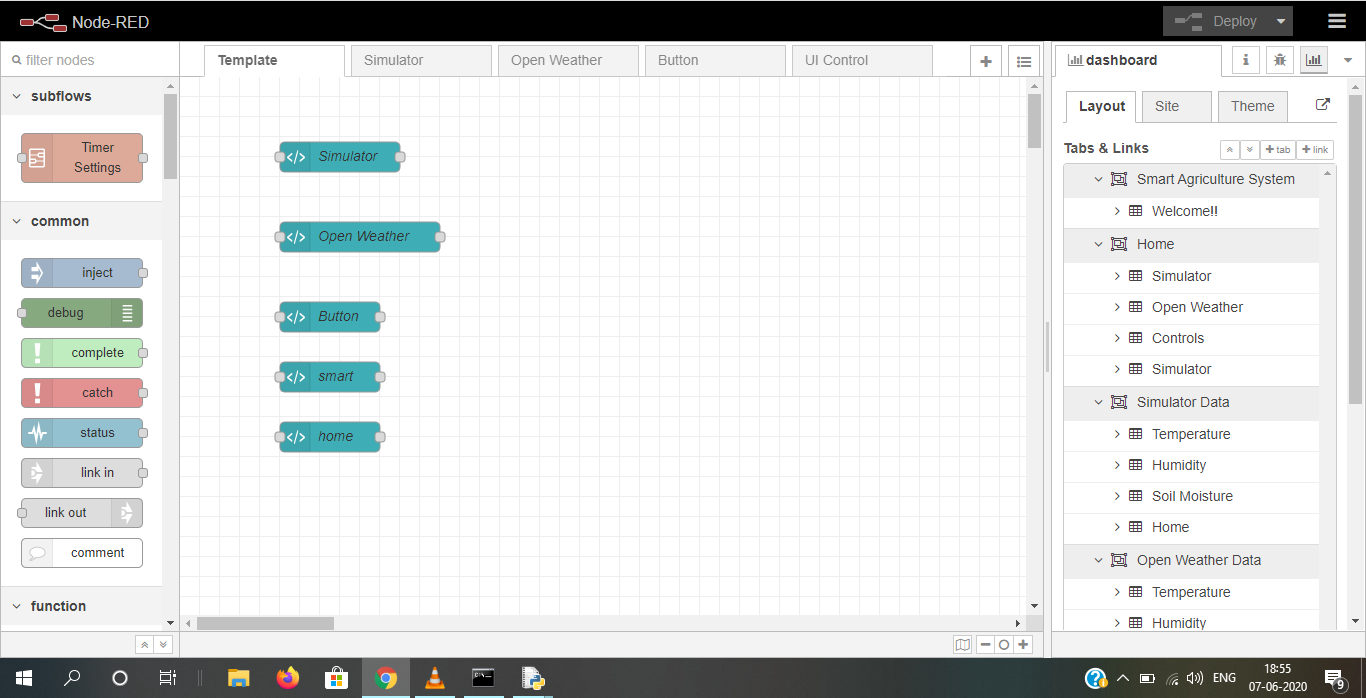 Node-RED
Deploy
filter nodes
Template
Simulator
Open Weather
Button
UI Control
dashboard
subflows
Timer
Settings
common
inject
debug
complete
catch
status
link in
link out
comment
function
Simulator
Open Weather
Button
smart
home
Layout
Site
Theme
Tabs & Links
tab
link
Smart Agriculture System
Welcome!!
Home
Simulator
Open Weather
Controls
Simulator
Simulator Data
Temperature
Humidity
Soil Moisture
Home
Open Weather Data
Temperature
Humidity
ENG
18:55
07-06-2020
9